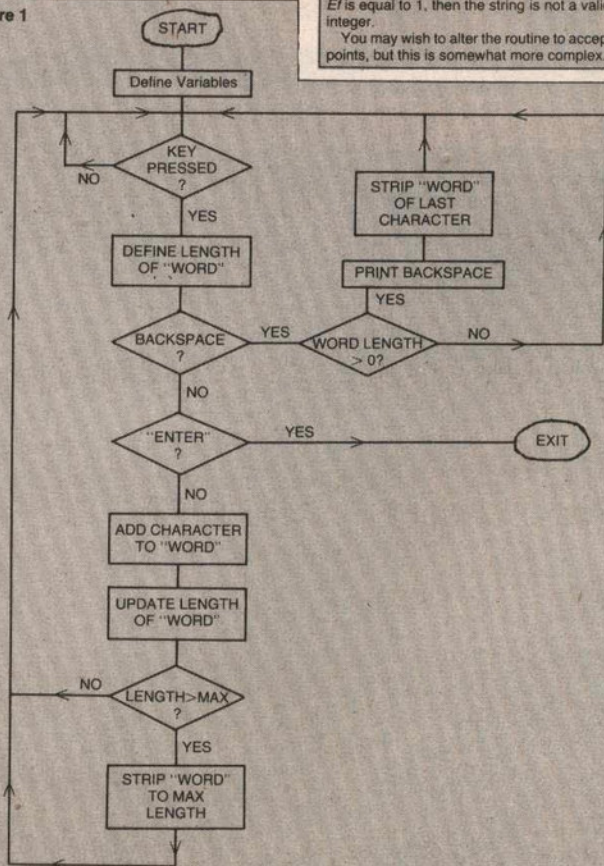 re 1
Ef is equal to 1, then the string is not a valid
integer.
You may wish to alter the routine to accept
points, but this is somewhat more complex.
START
Define Variables
KEY
PRESSED
?
NO
YES
DEFINE LENGTH
OF "WORD"
STRIP "WORD"
OF LAST
CHARACTER
PRINT BACKSPACE
YES
BACKSPACE
?
YES
WORD LENGTH
> 0?
NO
NO
"ENTER"
?
YES
EXIT
NO
ADD CHARACTER
TO "WORD"
UPDATE LENGTH
OF "WORD"
NO
LENGTH>MAX
?
YES
STRIP "WORD"
TO MAX
LENGTH